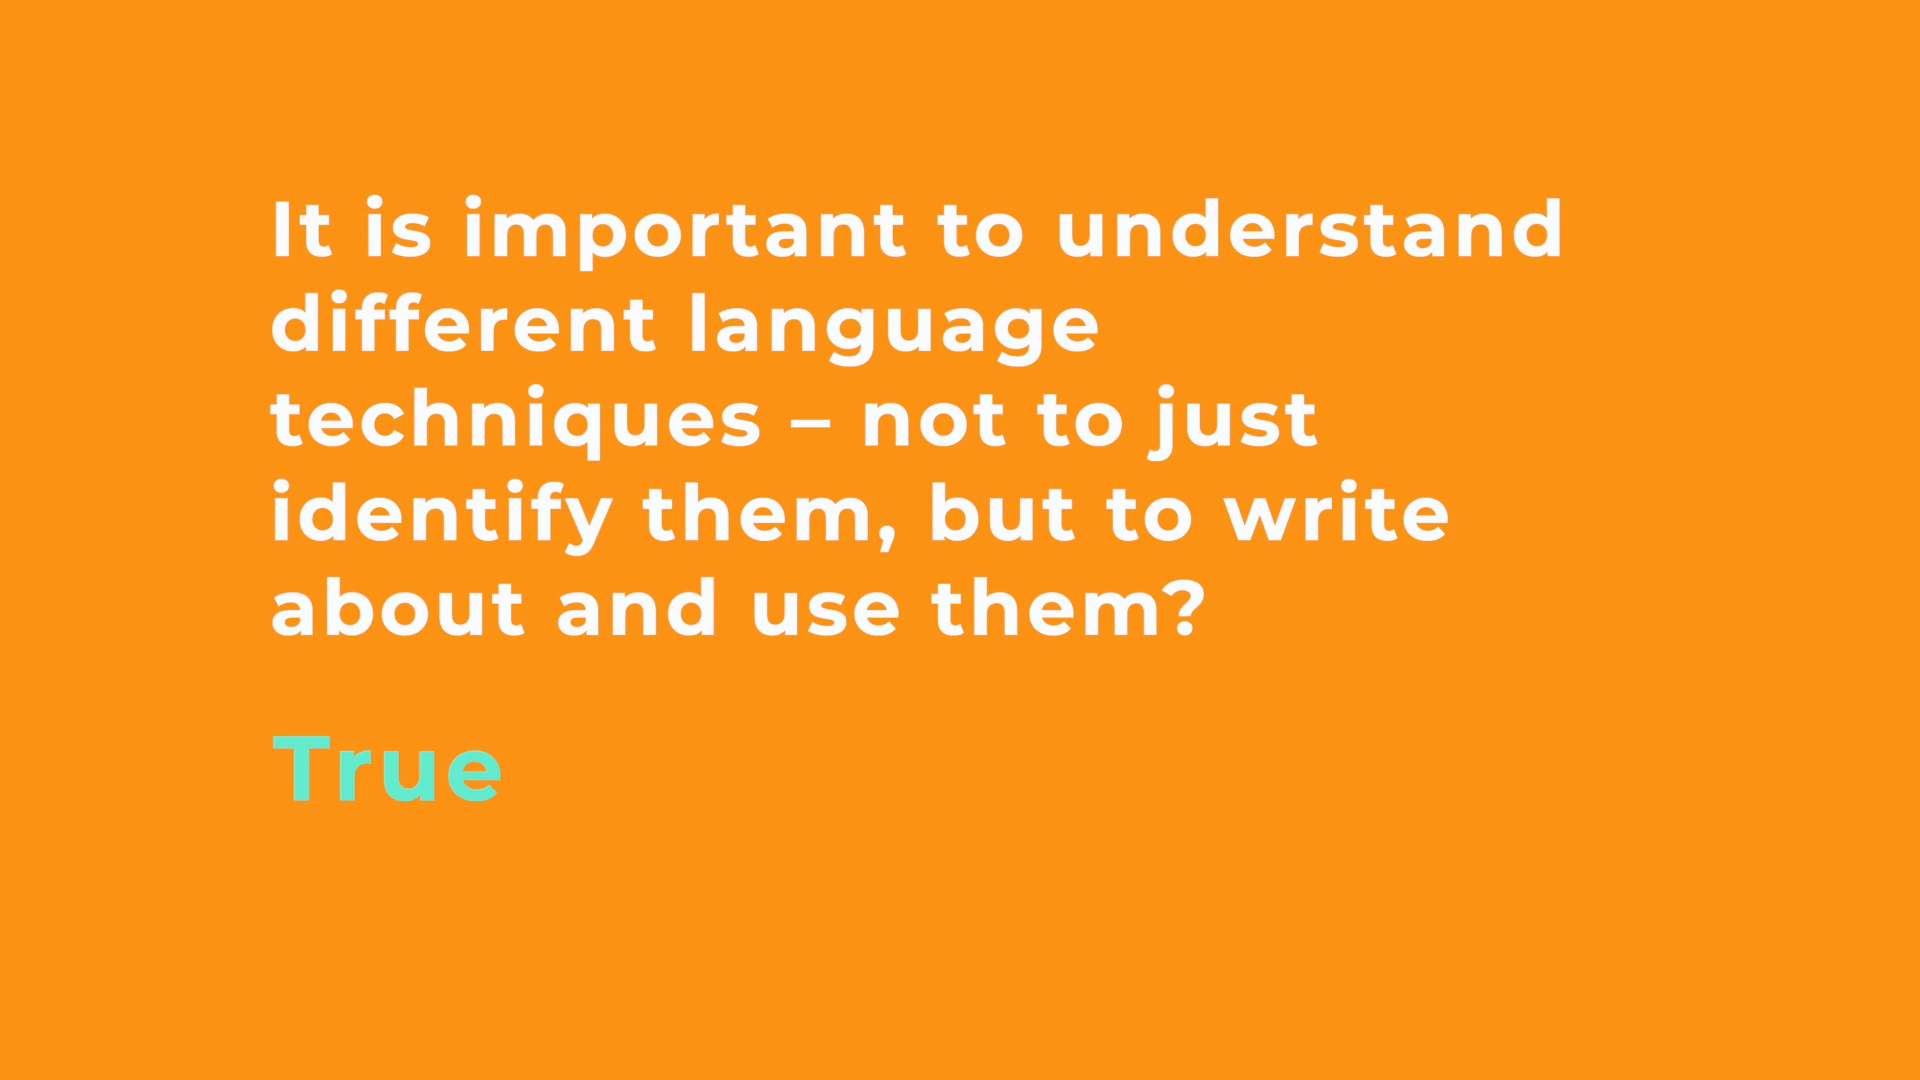 It is important to understand
different language
techniques – not to just
identify them, but to write
about and use them?
True